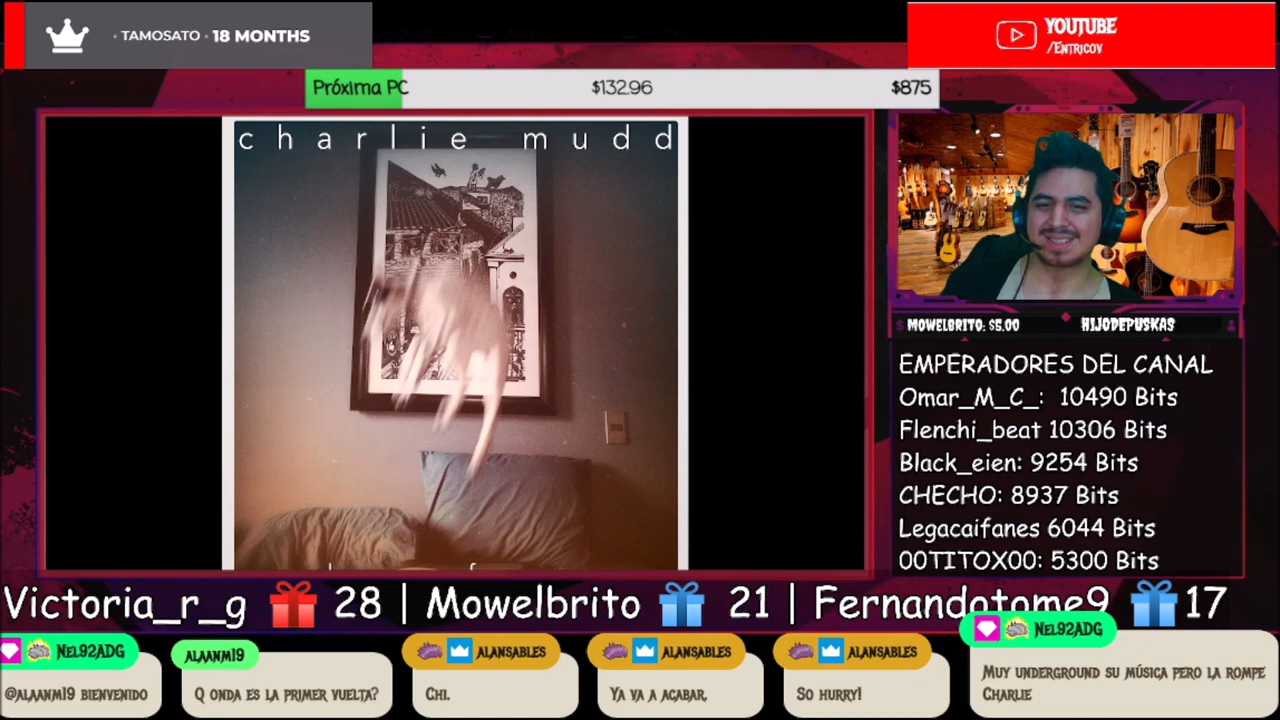 · TAMOSATO · 18 MONTHS
YOUTUBE
/ENTRICOV
Próxima PC $132.96 $875
charlie mudd
MOWELBRITO: $5.00 HIJODEPUSKAS
EMPERADORES DEL CANAL
Omar_M_C_: 10490 Bits
Flenchi_beat 10306 Bits
Black_eien: 9254 Bits
CHECHO: 8937 Bits
Legacaifanes 6044 Bits
00TITOX00: 5300 Bits
Victoria_r_g 28 | Mowelbrito 21 | Fernandotome9 17
NEL92ADG
@ALAANM19 BIENVENIDO
ALAANM19
Q ONDA ES LA PRIMER VUELTA?
ALANSABLES
CHI.
ALANSABLES
YA VA A ACABAR.
ALANSABLES
SO HURRY!
NEL92ADG
MUY UNDERGROUND SU MÚSICA PERO LA ROMPE
CHARLIE